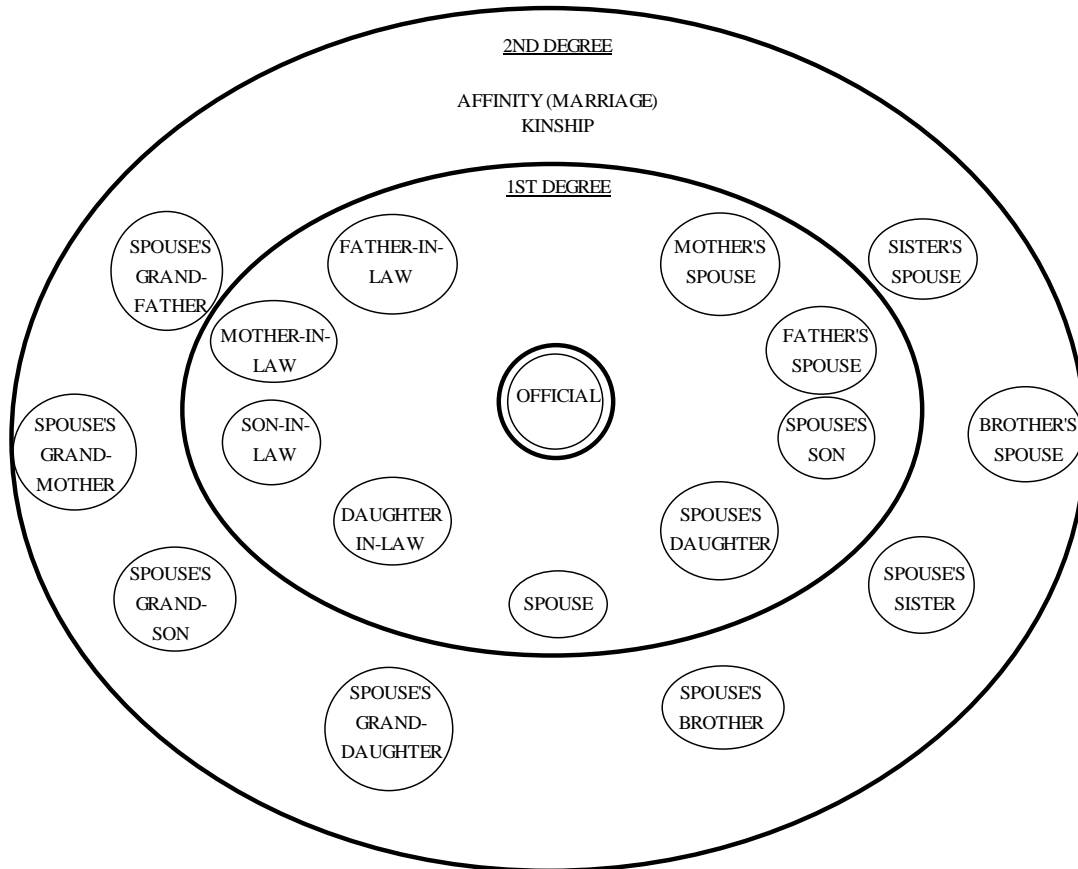 2ND DEGREE
AFFINITY (MARRIAGE)
KINSHIP
1ST DEGREE
SPOUSE'S
GRAND-
FATHER
FATHER-IN-
LAW
MOTHER'S
SPOUSE
SISTER'S
SPOUSE
MOTHER-IN-
LAW
FATHER'S
SPOUSE
OFFICIAL
SPOUSE'S
GRAND-
MOTHER
SON-IN-
LAW
SPOUSE'S
SON
BROTHER'S
SPOUSE
DAUGHTER
IN-LAW
SPOUSE'S
DAUGHTER
SPOUSE'S
GRAND-
SON
SPOUSE
SPOUSE'S
SISTER
SPOUSE'S
GRAND-
DAUGHTER
SPOUSE'S
BROTHER